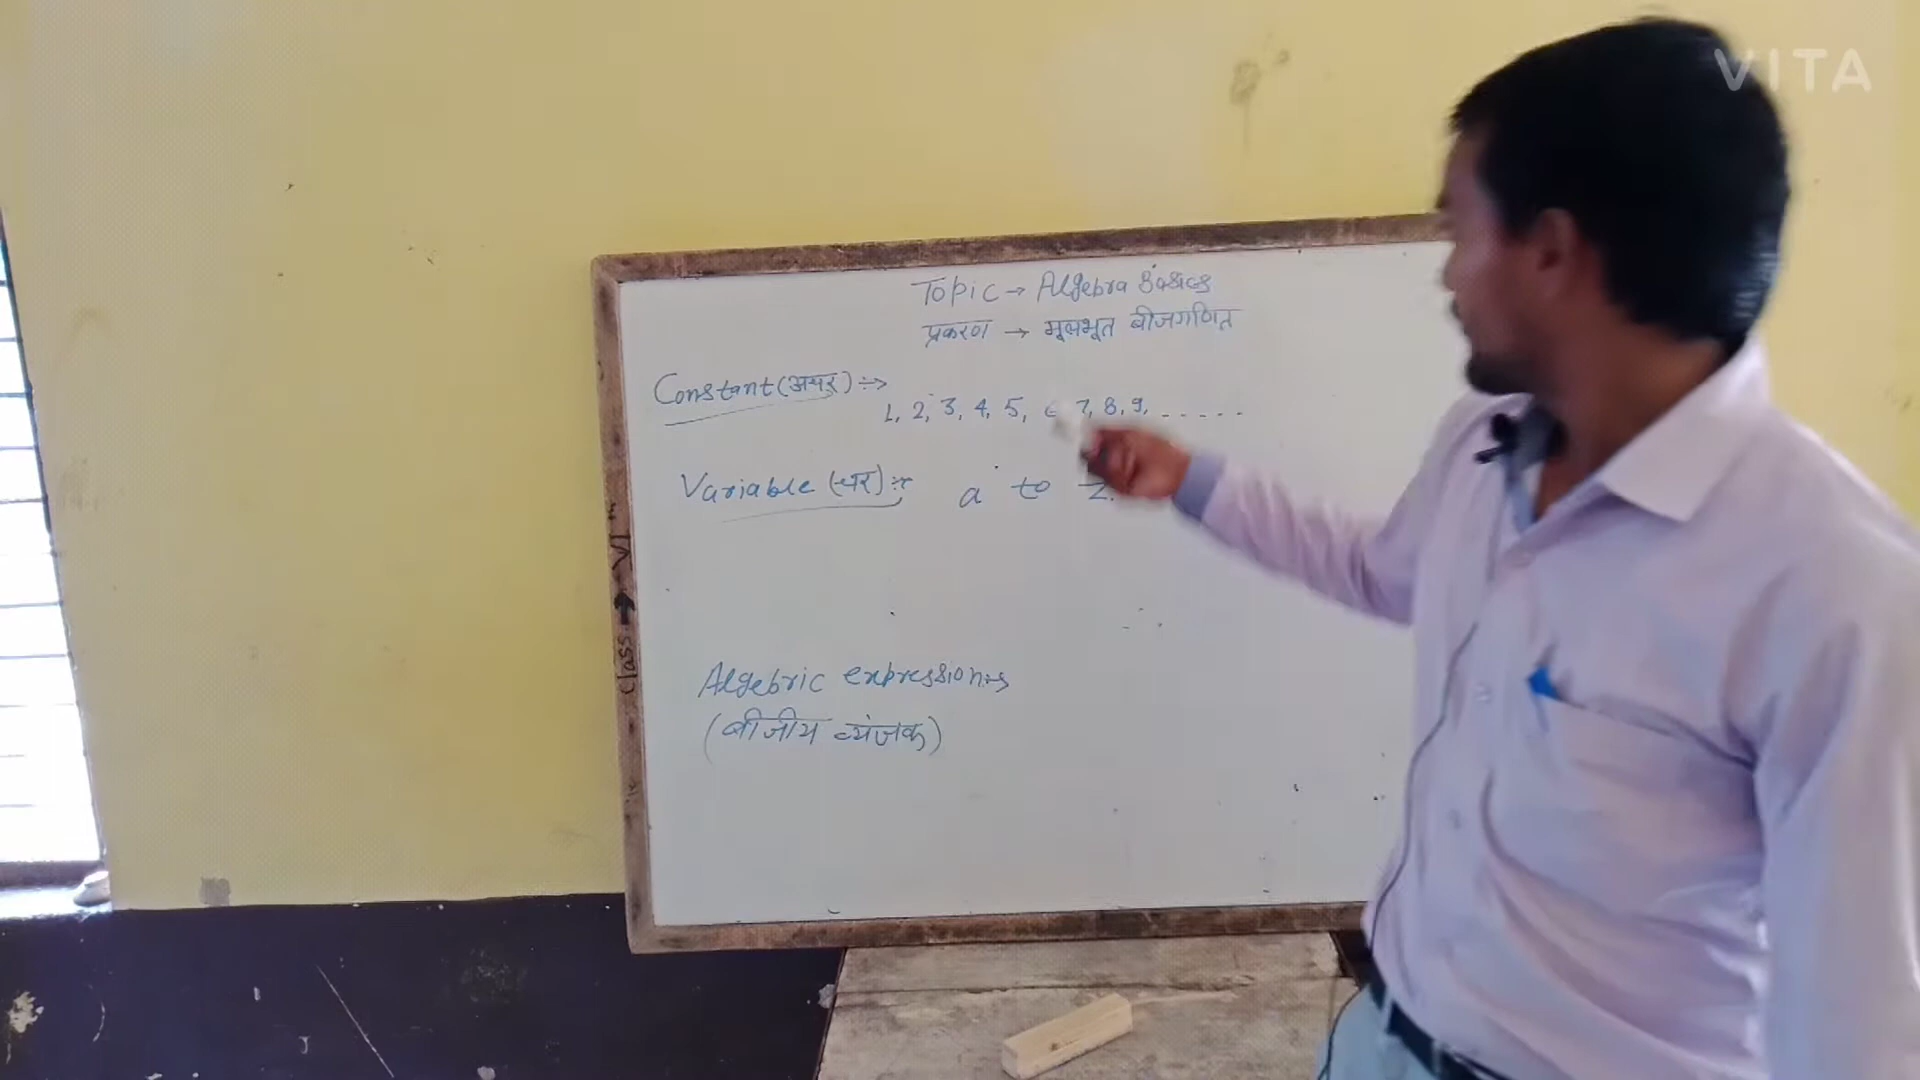 VITA
Topic → Algebra Basics
प्रकरण → मूलभूत बीजगणित
Constant (अचर) :→
1, 2, 3, 4, 5, 6, 7, 8, 9, .....
Variable (चर) :→ a to z.
Algebric expression:→
(बीजीय व्यंजक)
Class → VI